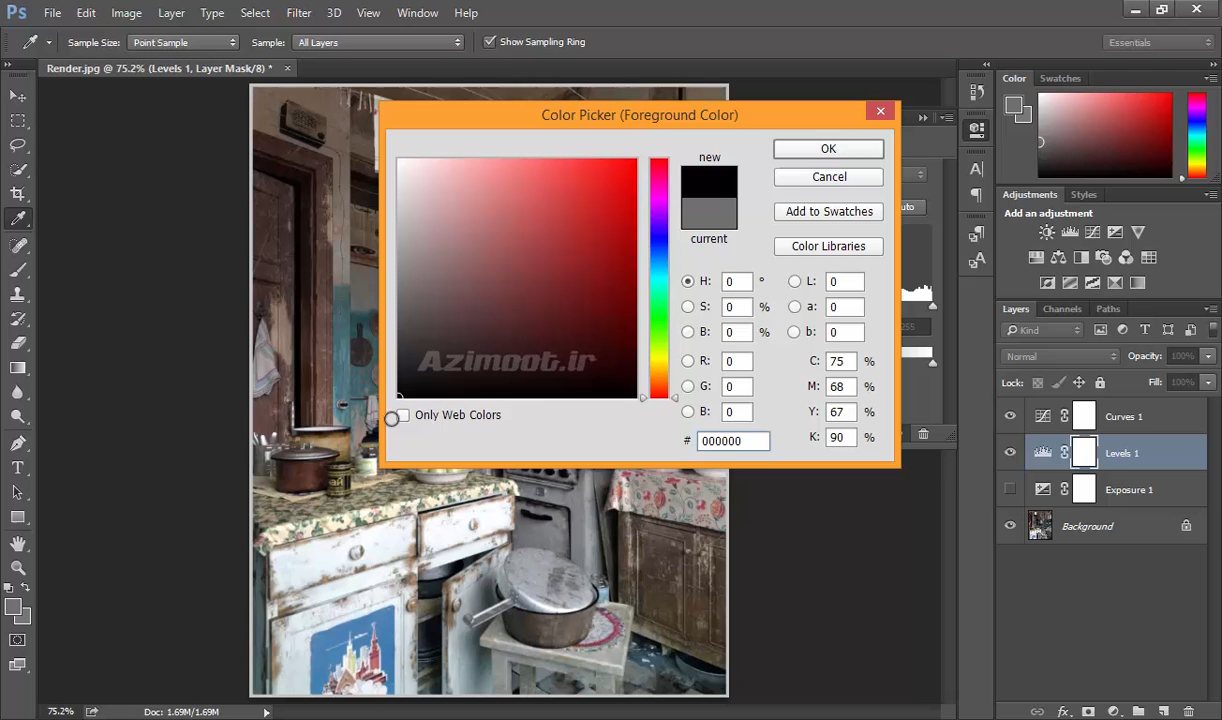 Ps File Edit Image Layer Type Select Filter 3D View Window Help
Sample Size: Point Sample Sample: All Layers Show Sampling Ring Essentials
Render.jpg @ 75.2% (Levels 1, Layer Mask/8) * ×
Color Picker (Foreground Color)
new
current
OK
Cancel
Add to Swatches
Color Libraries
H: 0 ° L: 0
S: 0 % a: 0
B: 0 % b: 0
R: 0 C: 75 %
G: 0 M: 68 %
B: 0 Y: 67 %
# 000000 K: 90 %
Only Web Colors
Azimoot.ir
255
Color Swatches
Adjustments Styles
Add an adjustment
Layers Channels Paths
Kind
Normal Opacity: 100%
Lock: Fill: 100%
Curves 1
Levels 1
Exposure 1
Background
75.2% Doc: 1.69M/1.69M